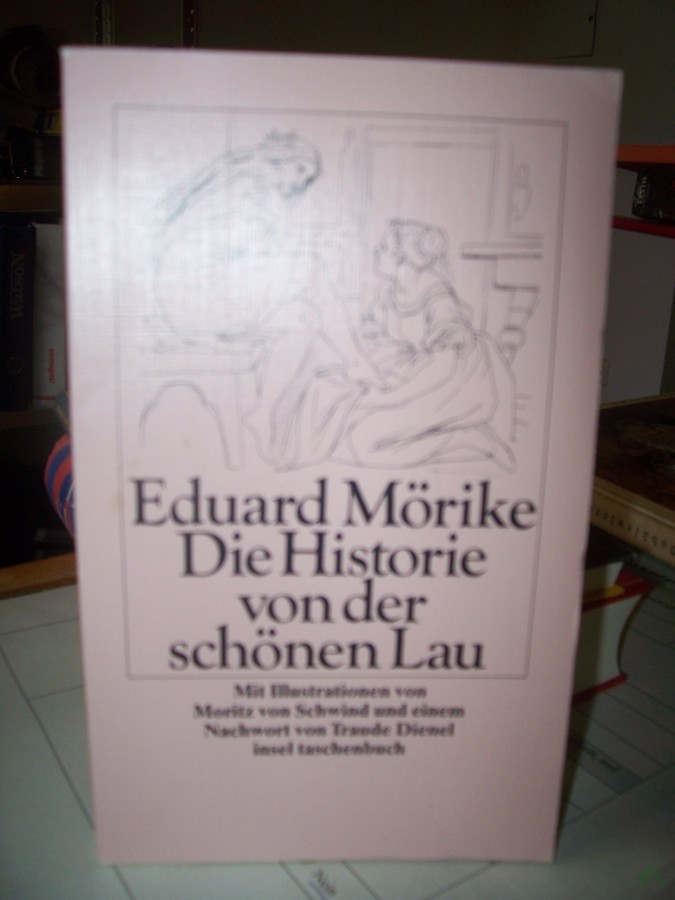 Eduard Mörike
Die Historie
von der
schönen Lau
Mit Illustrationen von
Moritz von Schwind und einem
Nachwort von Traude Dienel
insel taschenbuch
Watson